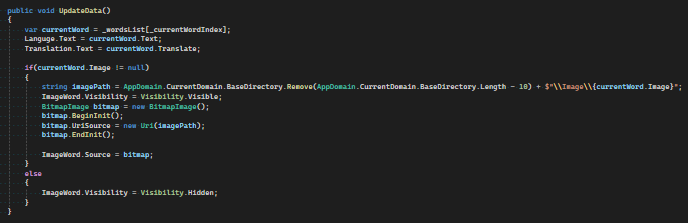 public void UpdateData()
{
var currentWord = _wordsList[_currentWordIndex];
Languge.Text = currentWord.Text;
Translation.Text = currentWord.Translate;
if(currentWord.Image != null)
{
string imagePath = AppDomain.CurrentDomain.BaseDirectory.Remove(AppDomain.CurrentDomain.BaseDirectory.Length - 10) + $"\\Image\\{currentWord.Image}";
ImageWord.Visibility = Visibility.Visible;
BitmapImage bitmap = new BitmapImage();
bitmap.BeginInit();
bitmap.UriSource = new Uri(imagePath);
bitmap.EndInit();
ImageWord.Source = bitmap;
}
else
{
ImageWord.Visibility = Visibility.Hidden;
}
}